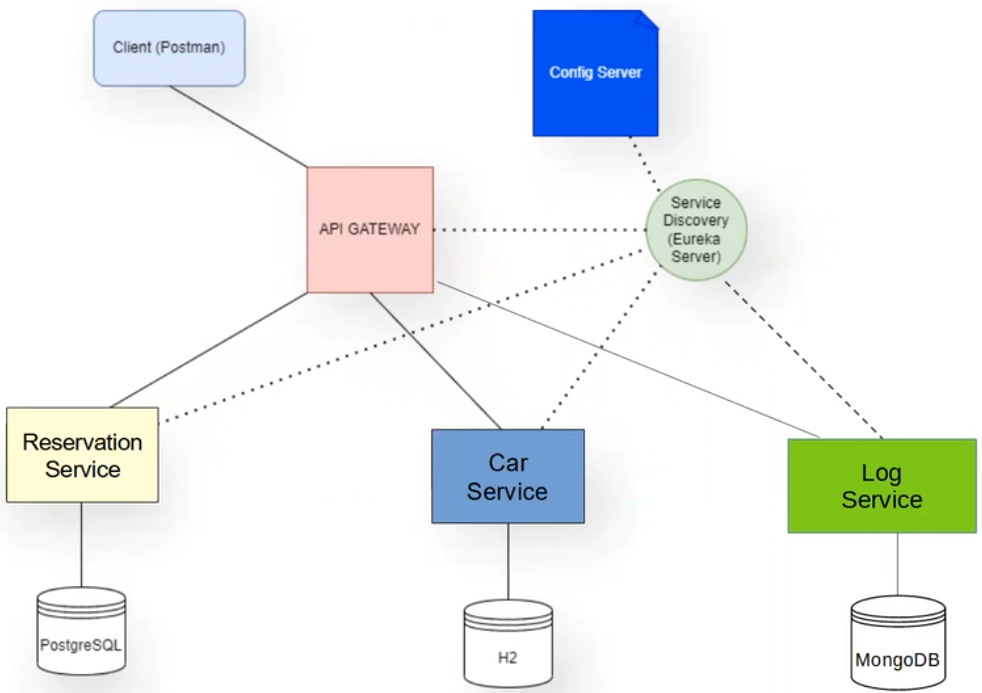 Client (Postman)
Config Server
API GATEWAY
Service
Discovery
(Eureka
Server)
Reservation
Service
Car
Service
Log
Service
PostgreSQL
H2
MongoDB